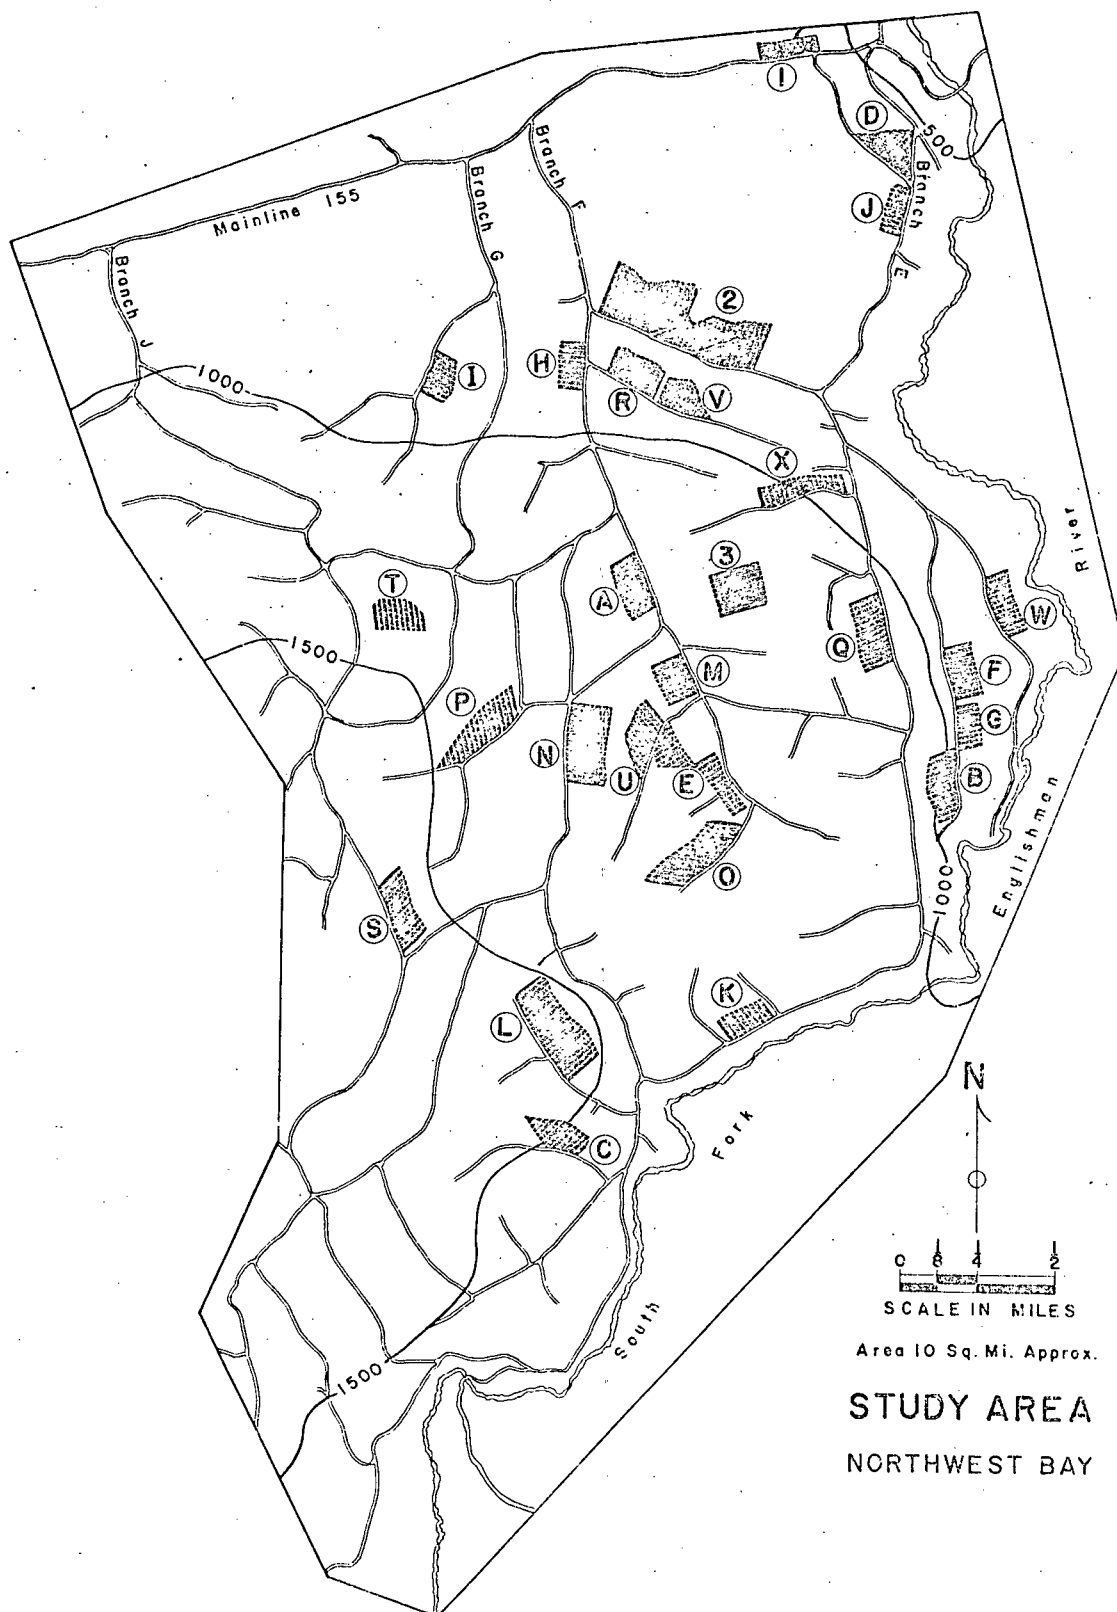 1
D
500
Branch E
J
Branch F
Branch G
Mainline 155
Branch J
2
1000
I
H
R
V
X
River
3
T
A
W
1500
Q
M
F
P
G
N
U
E
B
O
Englishman
1000
S
K
L
N
Fork
C
0 8 4 2
SCALE IN MILES
South
Area 10 Sq. Mi. Approx.
1500
STUDY AREA
NORTHWEST BAY